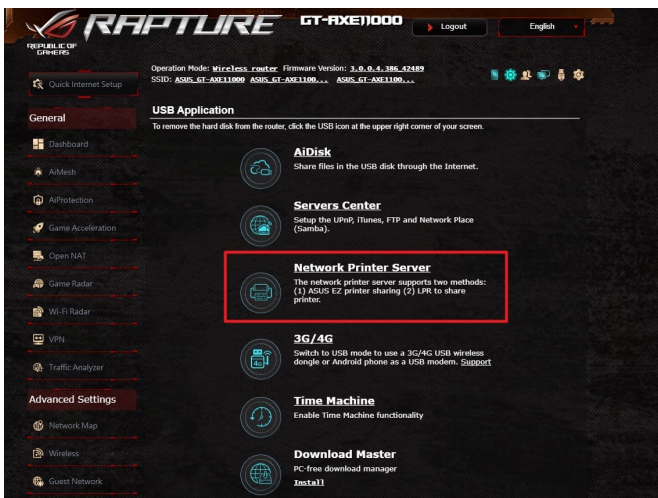 RAPTURE GT-AXE11000 Logout English
REPUBLIC OF
GAMERS
Operation Mode: Wireless router Firmware Version: 3.0.0.4.386_42489
SSID: ASUS_GT-AXE11000 ASUS_GT-AXE1100... ASUS_GT-AXE1100...
Quick Internet Setup
General
Dashboard
AiMesh
AiProtection
Game Acceleration
Open NAT
Game Radar
Wi-Fi Radar
VPN
Traffic Analyzer
Advanced Settings
Network Map
Wireless
Guest Network
USB Application
To remove the hard disk from the router, click the USB icon at the upper right corner of your screen.
AiDisk
Share files in the USB disk through the Internet.
Servers Center
Setup the UPnP, iTunes, FTP and Network Place
(Samba).
Network Printer Server
The network printer server supports two methods:
(1) ASUS EZ printer sharing (2) LPR to share
printer.
3G/4G
4G
Switch to USB mode to use a 3G/4G USB wireless
dongle or Android phone as a USB modem. Support
Time Machine
Enable Time Machine functionality
Download Master
PC-free download manager
Install